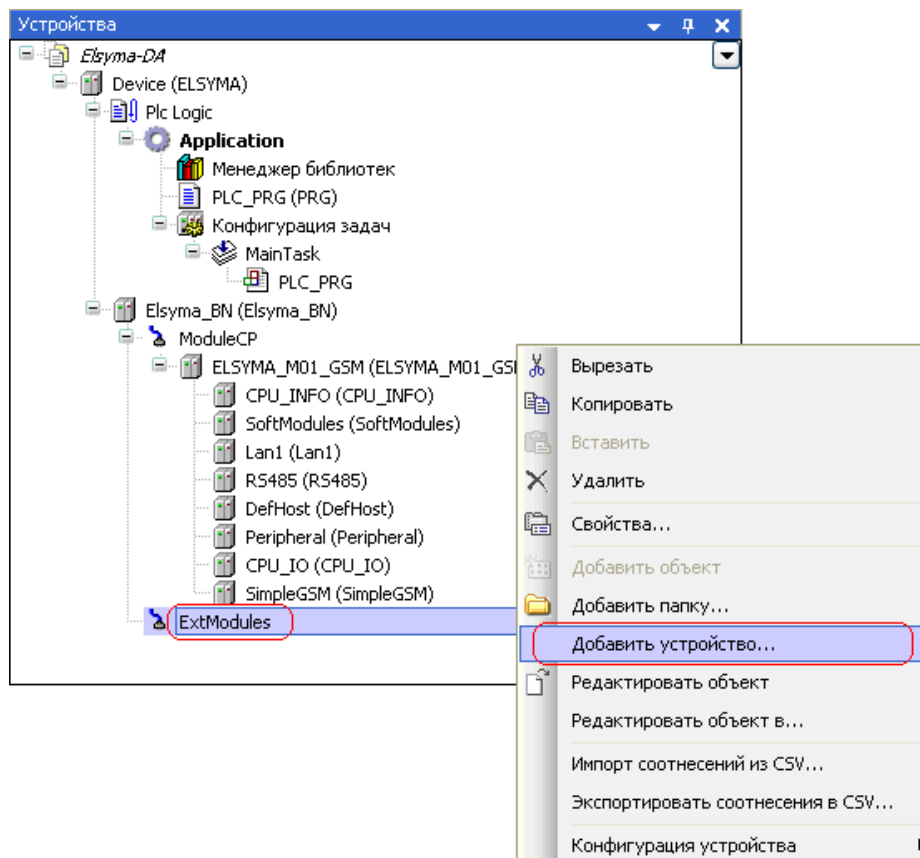 Устройства
Elsyma-DA
Device (ELSYMA)
Plc Logic
Application
Менеджер библиотек
PLC_PRG (PRG)
Конфигурация задач
MainTask
PLC_PRG
Elsyma_BN (Elsyma_BN)
ModuleCP
ELSYMA_M01_GSM (ELSYMA_M01_GSM
CPU_INFO (CPU_INFO)
SoftModules (SoftModules)
Lan1 (Lan1)
RS485 (RS485)
DefHost (DefHost)
Peripheral (Peripheral)
CPU_IO (CPU_IO)
SimpleGSM (SimpleGSM)
ExtModules
Вырезать
Копировать
Вставить
Удалить
Свойства...
Добавить объект
Добавить папку...
Добавить устройство...
Редактировать объект
Редактировать объект в...
Импорт соотнесений из CSV...
Экспортировать соотнесения в CSV...
Конфигурация устройства